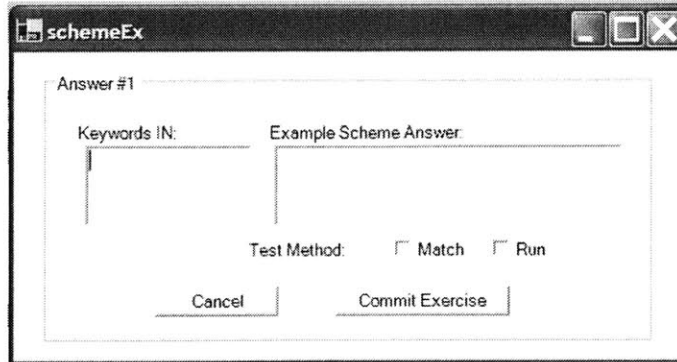 schemeEx
Answer #1
Keywords IN: Example Scheme Answer:
Test Method: Match Run
Cancel Commit Exercise